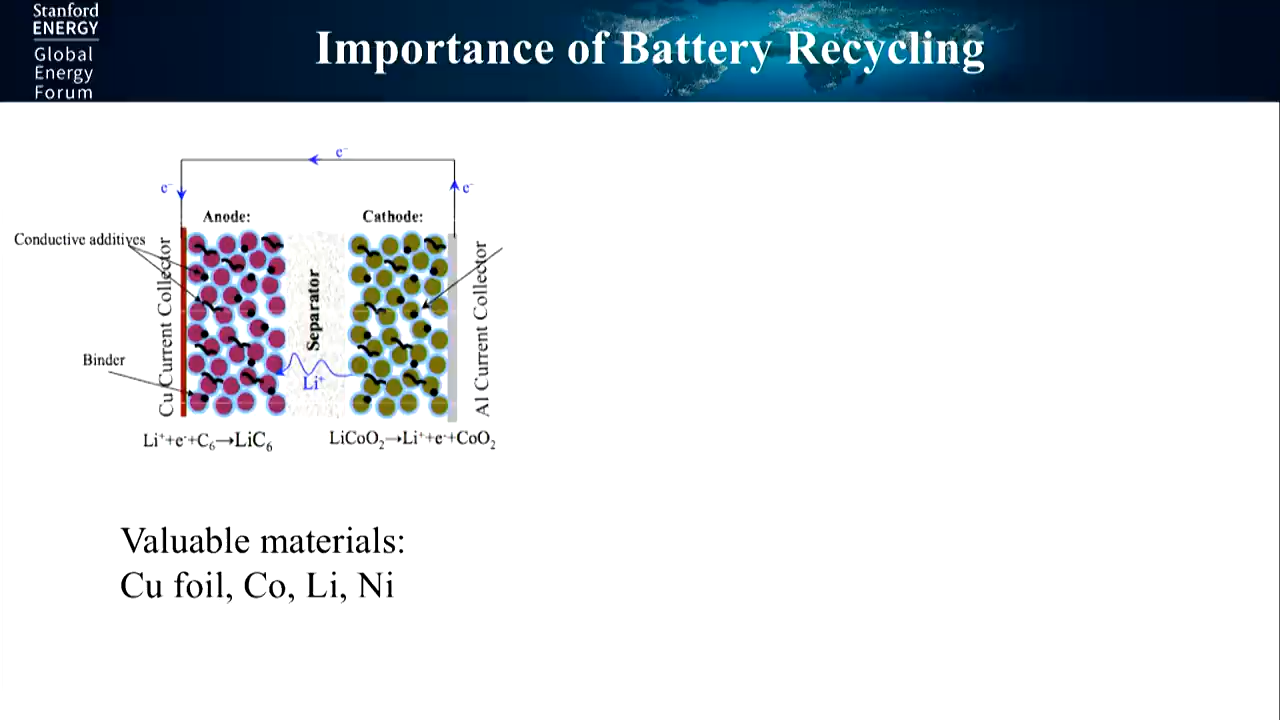 Stanford
ENERGY
Global
Energy
Forum
Importance of Battery Recycling
e⁻
e⁻
e⁻
Anode:
Cathode:
Conductive additives
Cu Current Collector
Separator
Al Current Collector
Binder
Li⁺
Li⁺+e⁻+C₆→LiC₆
LiCoO₂→Li⁺+e⁻+CoO₂
Valuable materials:
Cu foil, Co, Li, Ni